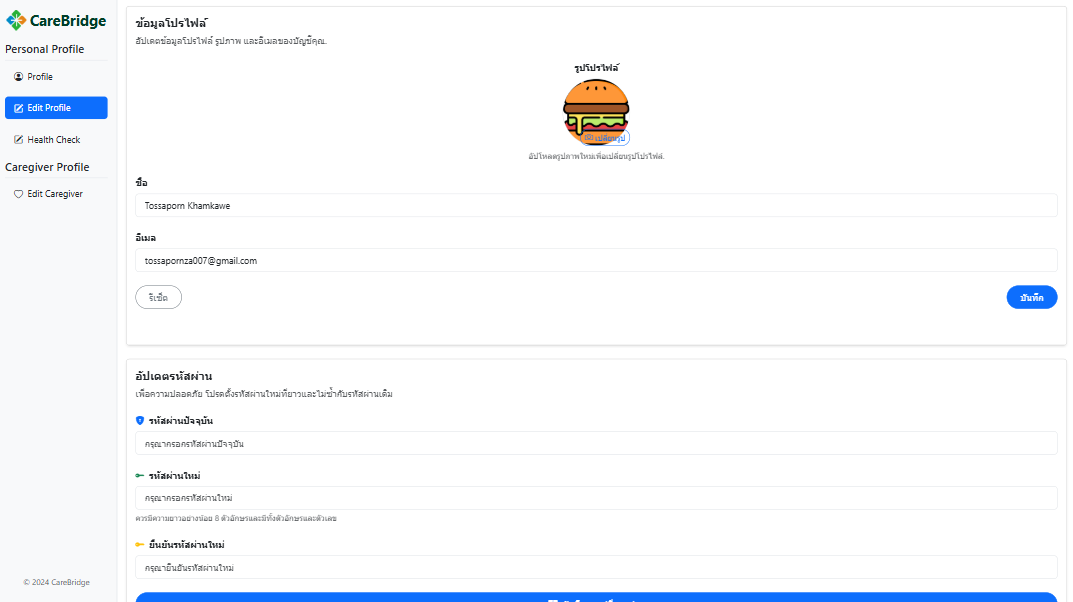 CareBridge
Personal Profile
Profile
Edit Profile
Health Check
Caregiver Profile
Edit Caregiver
© 2024 CareBridge
ข้อมูลโปรไฟล์
อัปเดตข้อมูลโปรไฟล์ รูปภาพ และอีเมลของบัญชีคุณ.
รูปโปรไฟล์
เปลี่ยนรูป
อัปโหลดรูปภาพใหม่เพื่อเปลี่ยนรูปโปรไฟล์.
ชื่อ
Tossaporn Khamkawe
อีเมล
tossapornza007@gmail.com
รีเซ็ต
บันทึก
อัปเดตรหัสผ่าน
เพื่อความปลอดภัย โปรดตั้งรหัสผ่านใหม่ที่ยาวและไม่ซ้ำกับรหัสผ่านเดิม
รหัสผ่านปัจจุบัน
กรุณากรอกรหัสผ่านปัจจุบัน
รหัสผ่านใหม่
กรุณากรอกรหัสผ่านใหม่
ควรมีความยาวอย่างน้อย 8 ตัวอักษรและมีทั้งตัวอักษรและตัวเลข
ยืนยันรหัสผ่านใหม่
กรุณายืนยันรหัสผ่านใหม่